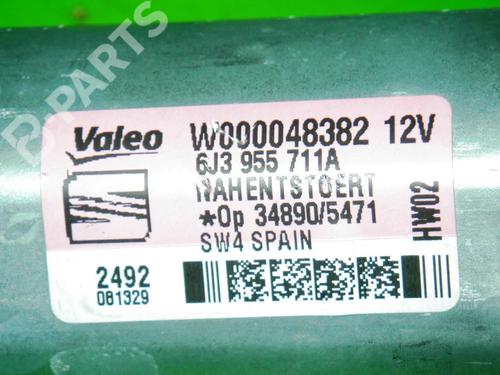 B-PARTS
Valeo W000048382 12V
6J3 955 711A
NAHENTSTOERT
*Op 34890/5471
SW4 SPAIN
HW02
2492
081329